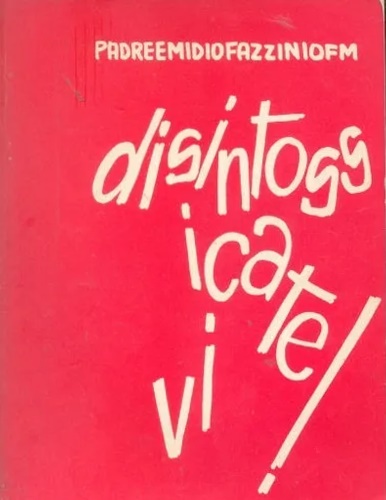 PADREEMIDIOFAZZINIOFM
disintoss
icate
vi!